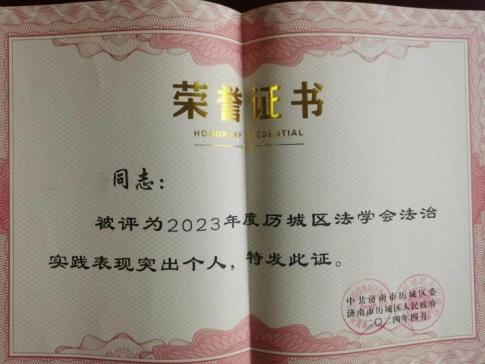 荣誉证书
HONORARY CREDENTIAL
同志：
被评为2023年度历城区法学会法治
实践表现突出个人，特发此证。
中共济南市历城区委
济南市历城区人民政府
二〇二四年四月